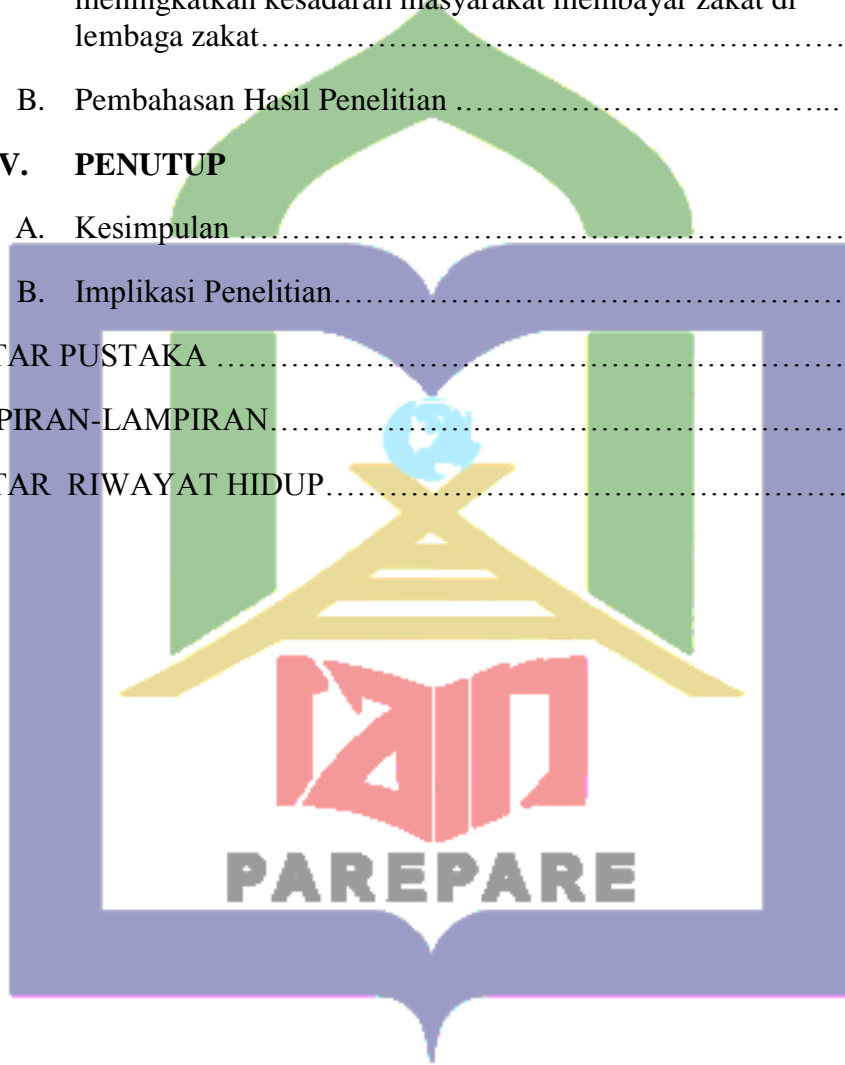 meningkatkan kesadaran masyarakat membayar zakat di
lembaga zakat……………………………………………………………
B. Pembahasan Hasil Penelitian ……………………………………..…
V. PENUTUP
A. Kesimpulan ………………………………………………………………
B. Implikasi Penelitian……………………………………………………
TAR PUSTAKA ………………………………………………………………
PIRAN-LAMPIRAN…………………………………………………………
TAR RIWAYAT HIDUP……………………………………………………
iain
PAREPARE